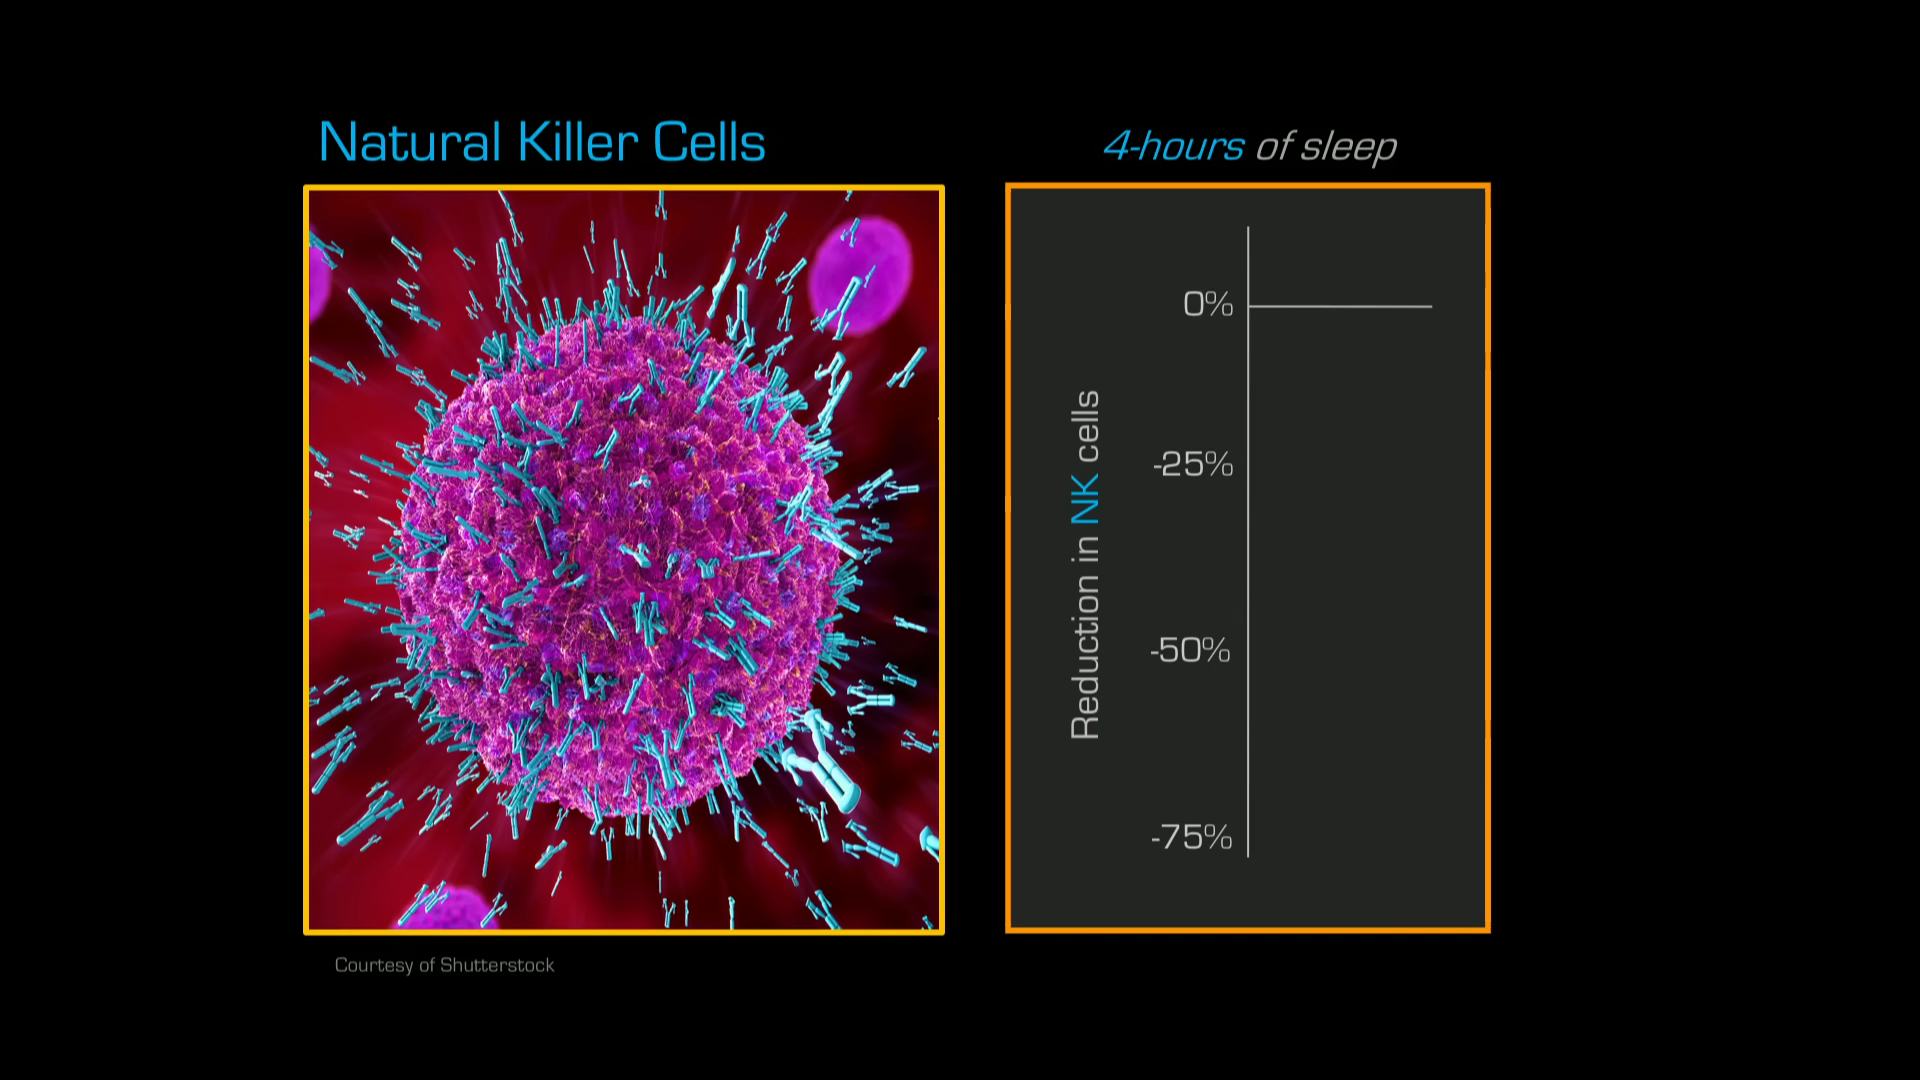 Natural Killer Cells
4-hours of sleep
Reduction in NK cells
0%
-25%
-50%
-75%
Courtesy of Shutterstock